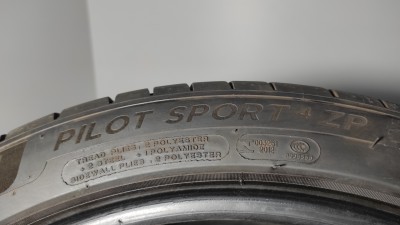 PILOT SPORT 4 ZP
TREAD PLIES : 2 POLYESTER
+ 2 STEEL + 1 POLYAMIDE
SIDEWALL PLIES : 2 POLYESTER